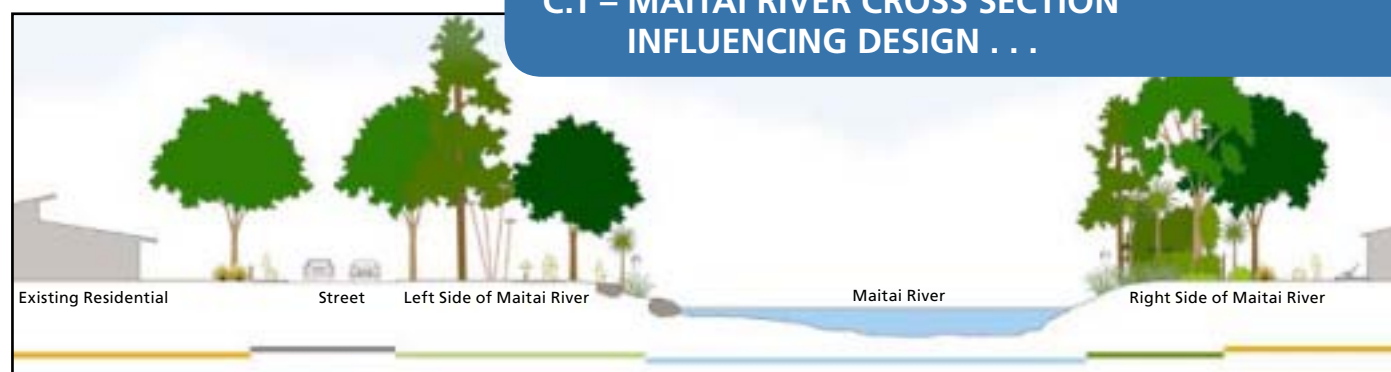 C.1 – MAITAI RIVER CROSS SECTION
INFLUENCING DESIGN . . .
Existing Residential
Street
Left Side of Maitai River
Maitai River
Right Side of Maitai River